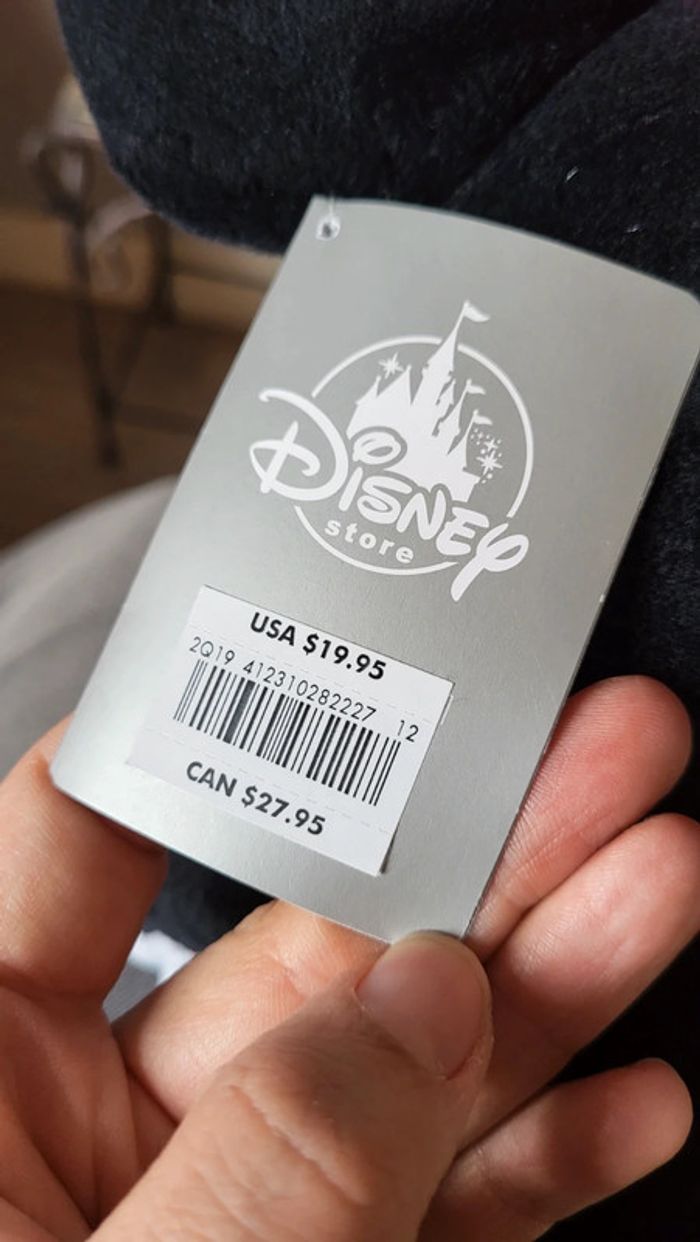 Disney
store
USA $19.95
2Q19 412310282227 12
CAN $27.95